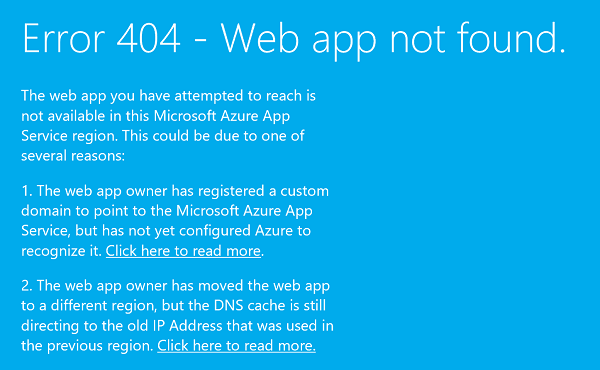 Error 404 - Web app not found.
The web app you have attempted to reach is
not available in this Microsoft Azure App
Service region. This could be due to one of
several reasons:
1. The web app owner has registered a custom
domain to point to the Microsoft Azure App
Service, but has not yet configured Azure to
recognize it. Click here to read more.
2. The web app owner has moved the web app
to a different region, but the DNS cache is still
directing to the old IP Address that was used in
the previous region. Click here to read more.